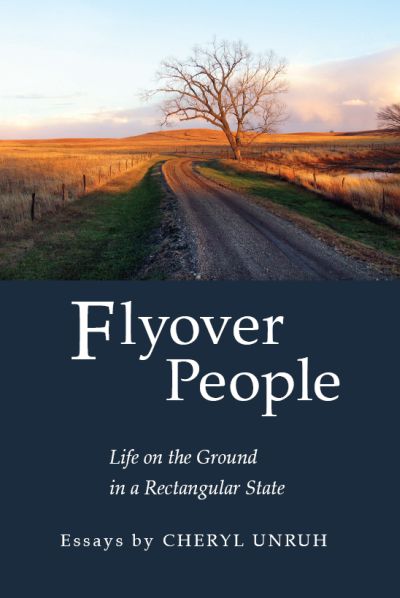 Flyover
People
Life on the Ground
in a Rectangular State
Essays by CHERYL UNRUH